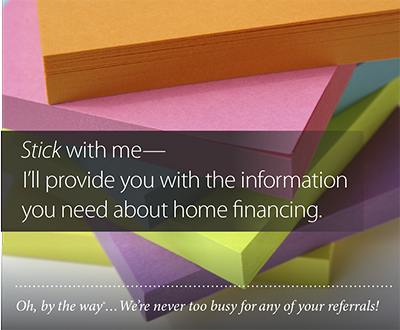 Stick with me—
I'll provide you with the information
you need about home financing.
Oh, by the way*…We're never too busy for any of your referrals!